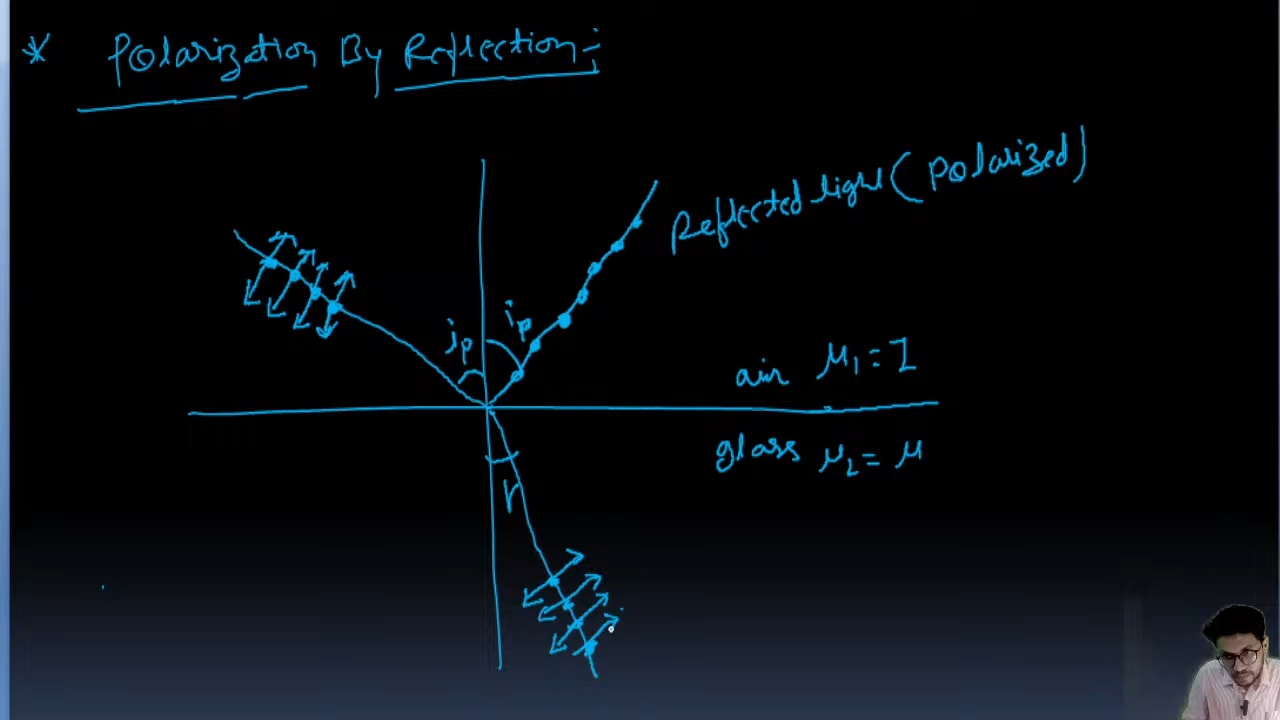 * Polarization By Reflection :-
Reflected light (Polarized)
ip
ip
air μ1 = 1
glass μ2 = μ
r